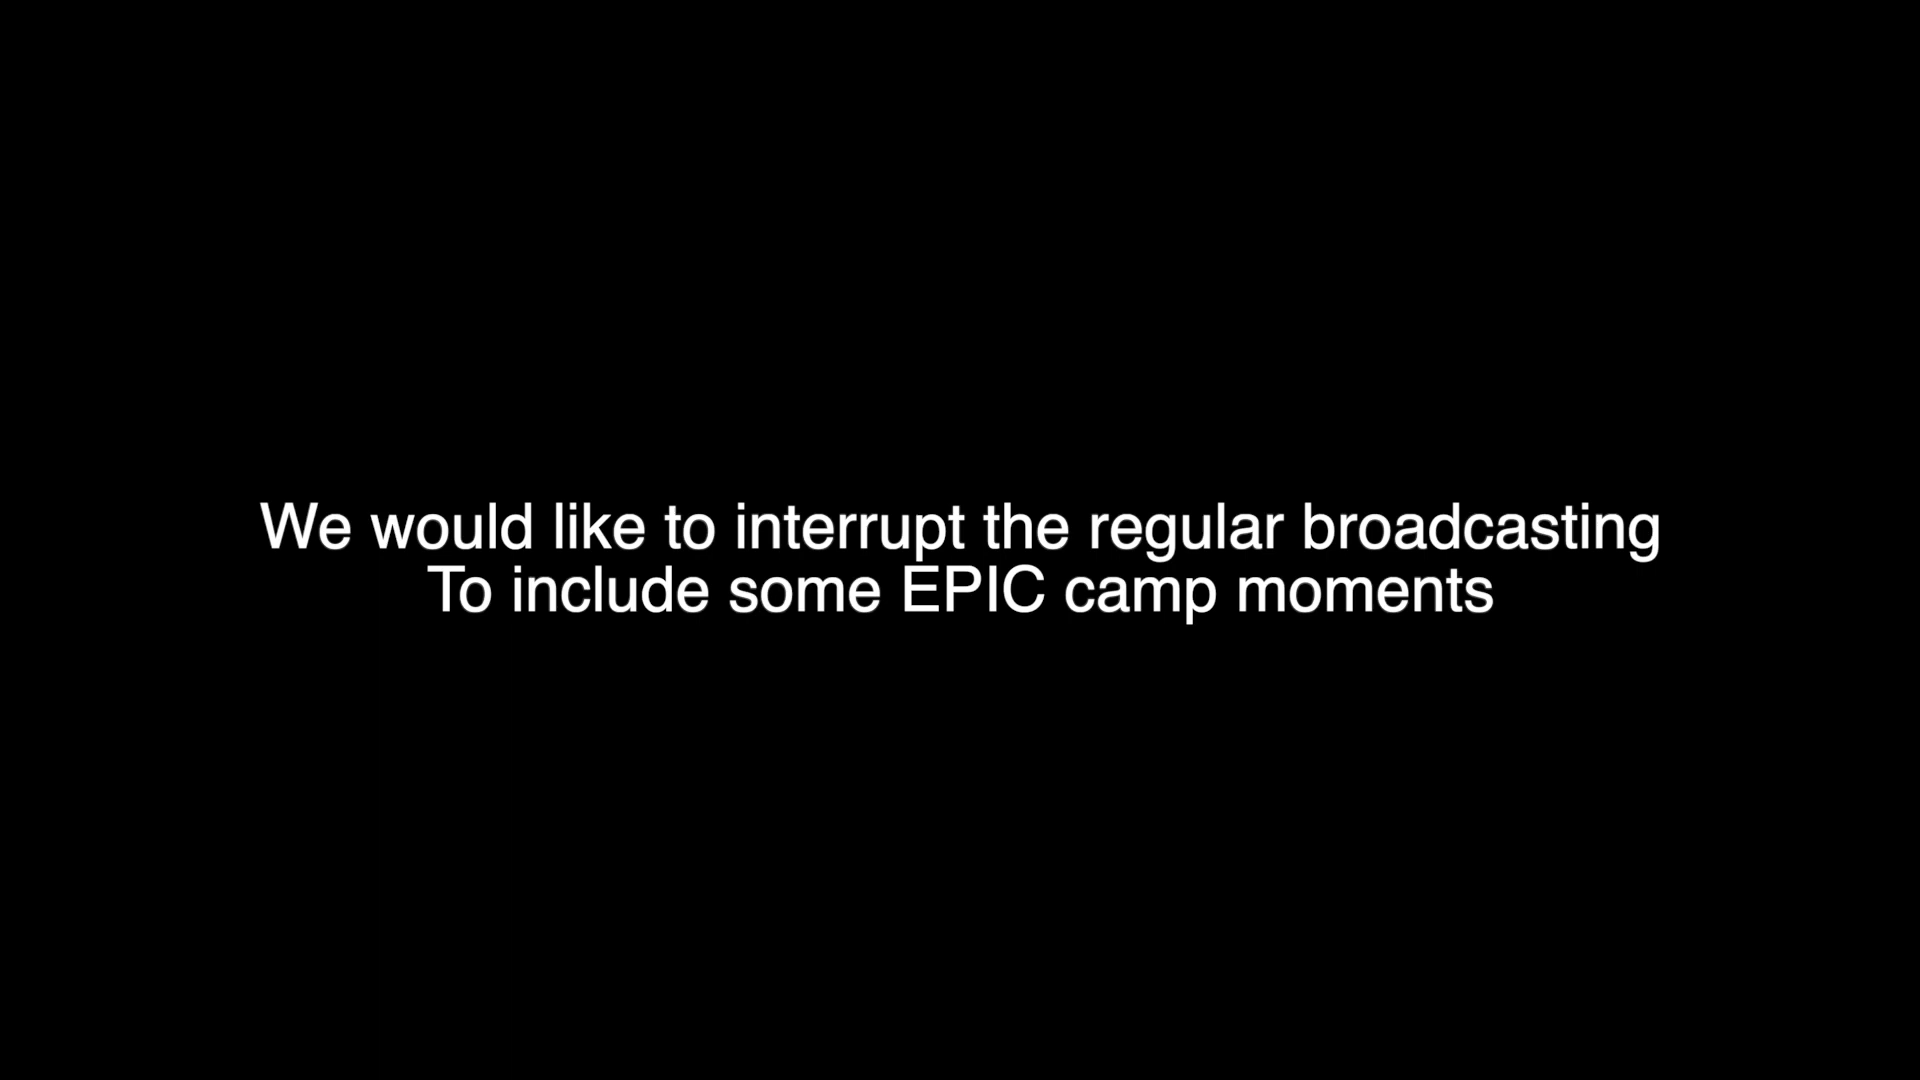 We would like to interrupt the regular broadcasting
To include some EPIC camp moments